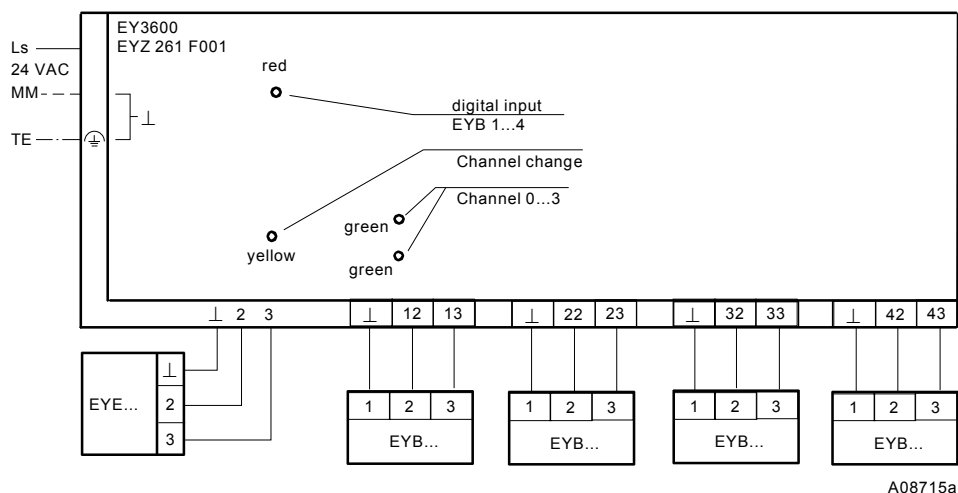 EY3600
EYZ 261 F001
Ls
24 VAC
MM
TE
⊥
red
digital input
EYB 1...4
Channel change
Channel 0...3
green
yellow
green
⊥ 2 3
⊥ 12 13
⊥ 22 23
⊥ 32 33
⊥ 42 43
EYE...
⊥
2
3
1 2 3
EYB...
1 2 3
EYB...
1 2 3
EYB...
1 2 3
EYB...
A08715a